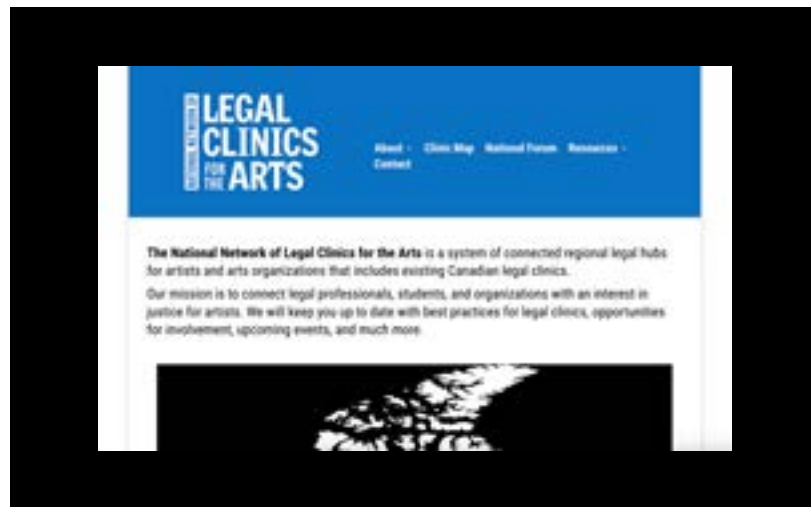 NATIONAL NETWORK OF
LEGAL
CLINICS
FOR THE ARTS
About Clinic Map National Forum Resources
Contact
The National Network of Legal Clinics for the Arts is a system of connected regional legal hubs
for artists and arts organizations that includes existing Canadian legal clinics.
Our mission is to connect legal professionals, students, and organizations with an interest in
justice for artists. We will keep you up to date with best practices for legal clinics, opportunities
for involvement, upcoming events, and much more.